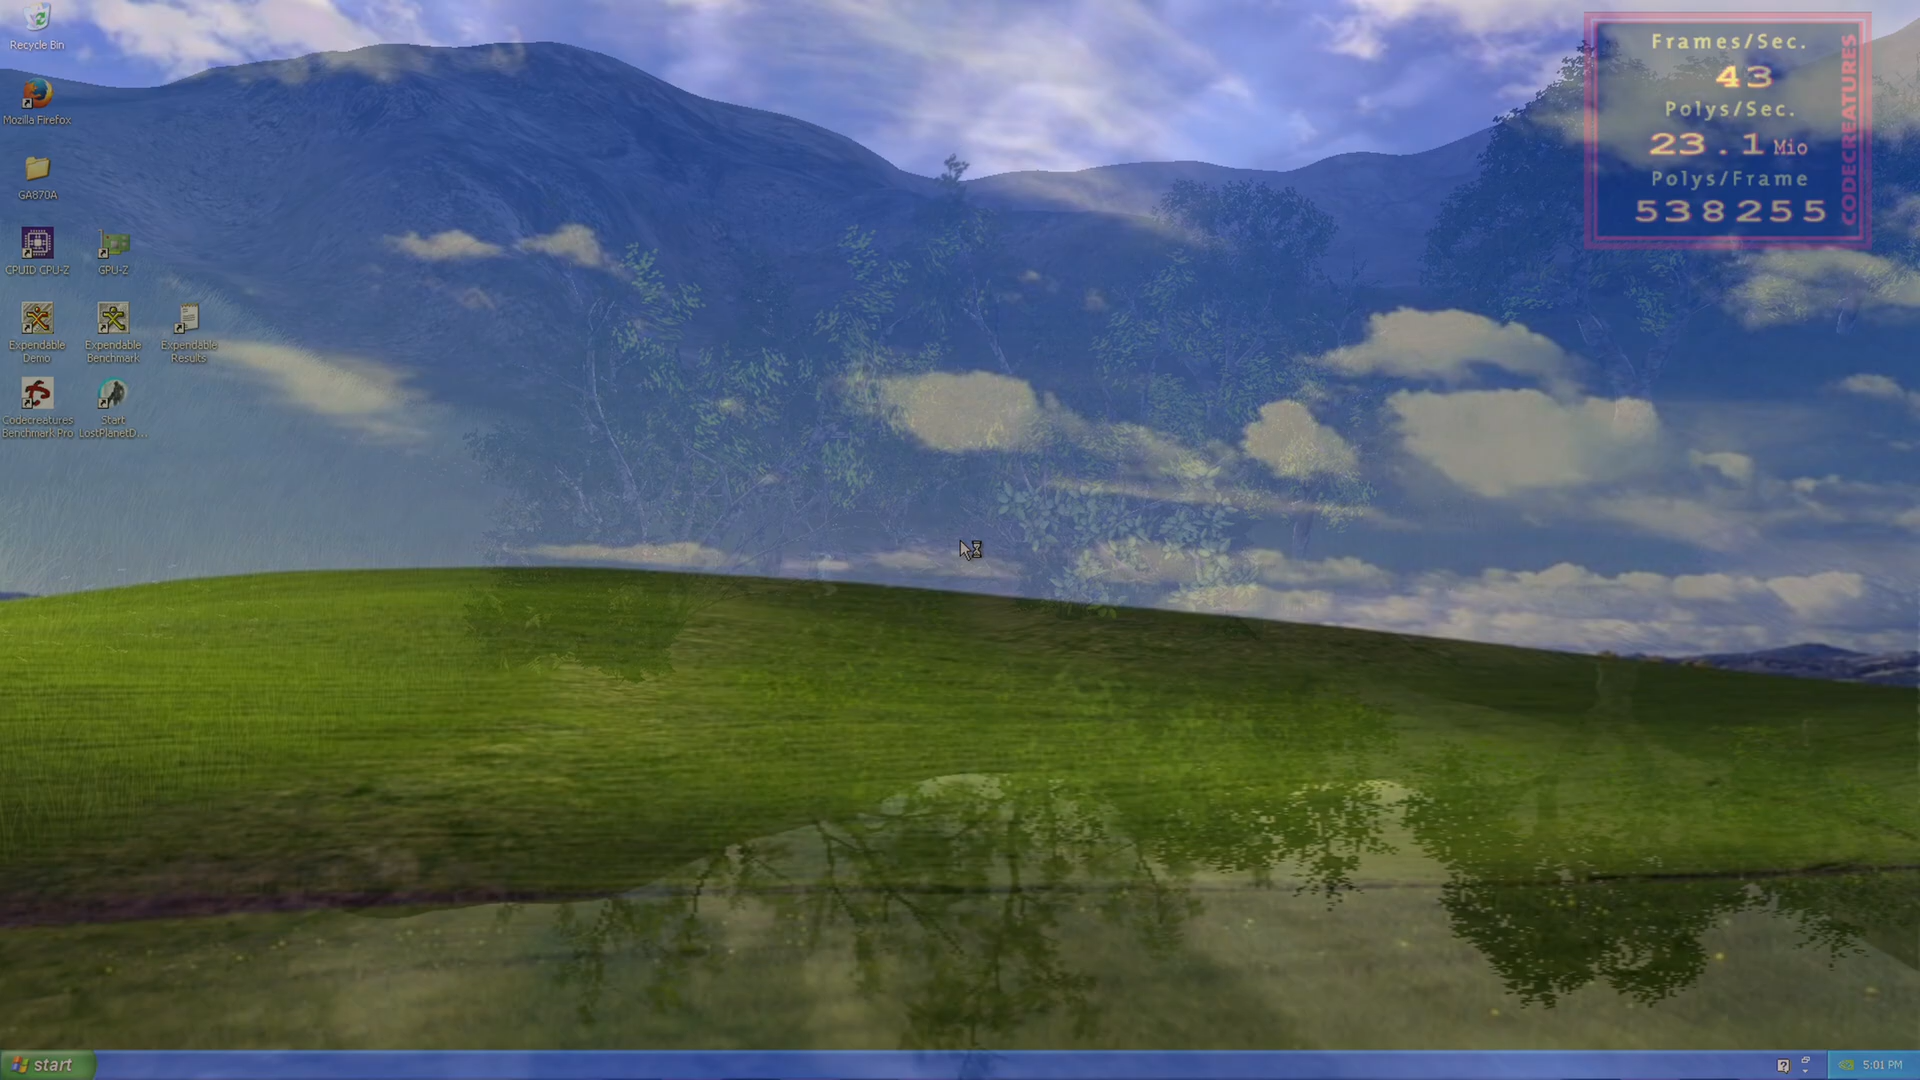 Recycle Bin
Mozilla Firefox
GA870A
CPUID CPU-Z
GPU-Z
Expendable
Demo
Expendable
Benchmark
Expendable
Results
Codecreatures
Benchmark Pro
Start
LostPlanetD...
Frames/Sec.
43
Polys/Sec.
23.1 Mio
Polys/Frame
538255
CODECREATURES
start
5:01 PM